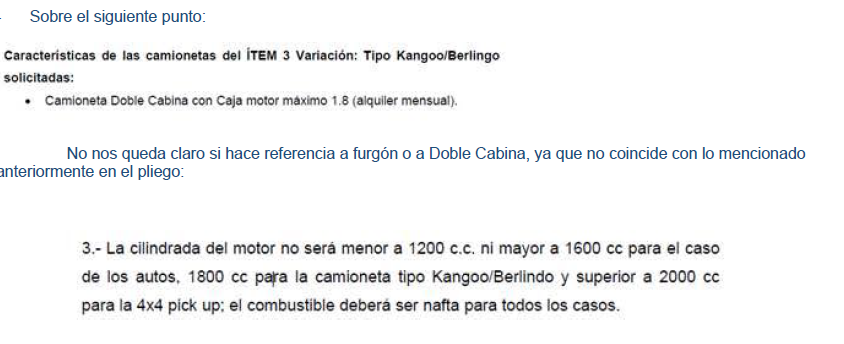 Sobre el siguiente punto:
Características de las camionetas del ÍTEM 3 Variación: Tipo Kangoo/Berlingo
solicitadas:
• Camioneta Doble Cabina con Caja motor máximo 1.8 (alquiler mensual).
No nos queda claro si hace referencia a furgón o a Doble Cabina, ya que no coincide con lo mencionado
anteriormente en el pliego:
3.- La cilindrada del motor no será menor a 1200 c.c. ni mayor a 1600 cc para el caso
de los autos, 1800 cc para la camioneta tipo Kangoo/Berlindo y superior a 2000 cc
para la 4x4 pick up; el combustible deberá ser nafta para todos los casos.